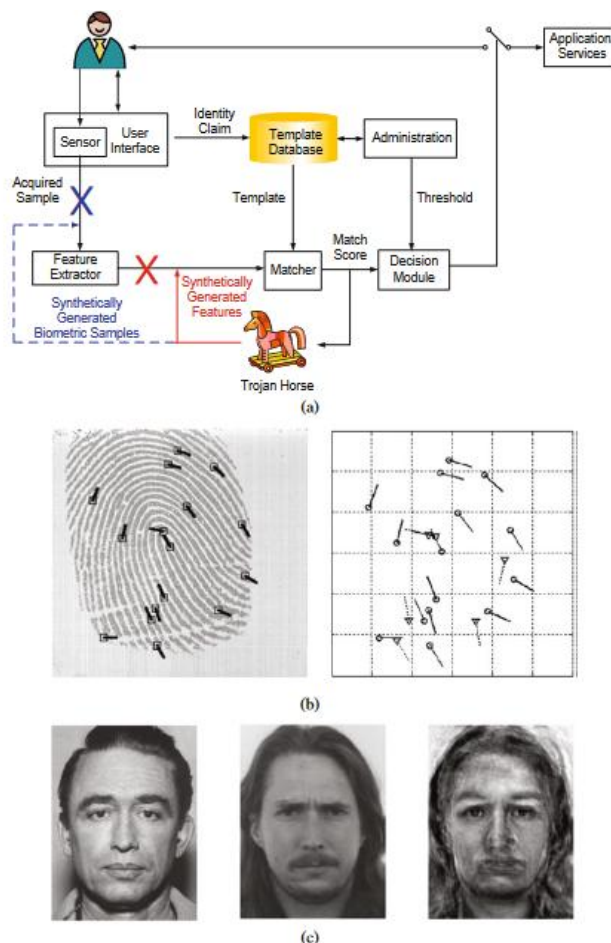 Application
Services
Identity
Claim
Sensor
User
Interface
Template
Database
Administration
Acquired
Sample
Template
Threshold
Match
Score
Feature
Extractor
Matcher
Decision
Module
Synthetically
Generated
Features
Synthetically
Generated
Biometric Samples
Trojan Horse
(a)
(b)
(c)